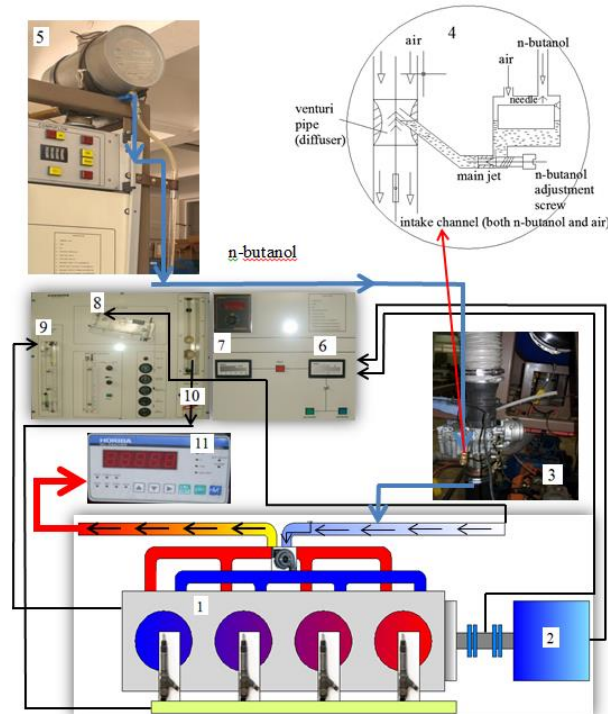 5
air
4
n-butanol
air
needle
venturi
pipe
(diffuser)
main jet
n-butanol
adjustment
screw
intake channel (both n-butanol and air)
n-butanol
8
9
7
6
10
11
HORIBA
3
1
2